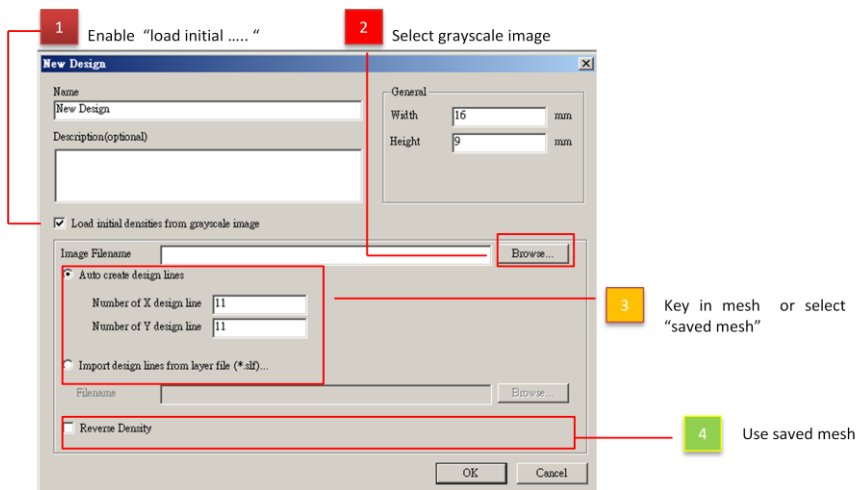 1 Enable “load initial ..... “
2 Select grayscale image
New Design
Name
New Design
Description(optional)
General
Width 16 mm
Height 9 mm
Load initial densities from grayscale image
Image Filename Browse...
Auto create design lines
Number of X design line 11
Number of Y design line 11
Import design lines from layer file (*.slf)...
Filename Browse...
Reverse Density
OK Cancel
3 Key in mesh or select
“saved mesh”
4 Use saved mesh